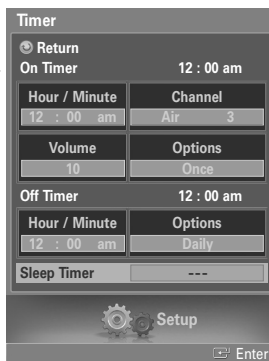 Timer
Return
On Timer 12 : 00 am
Hour / Minute Channel
12 : 00 am Air 3
Volume Options
10 Once
Off Timer 12 : 00 am
Hour / Minute Options
12 : 00 am Daily
Sleep Timer ---
Setup
Enter